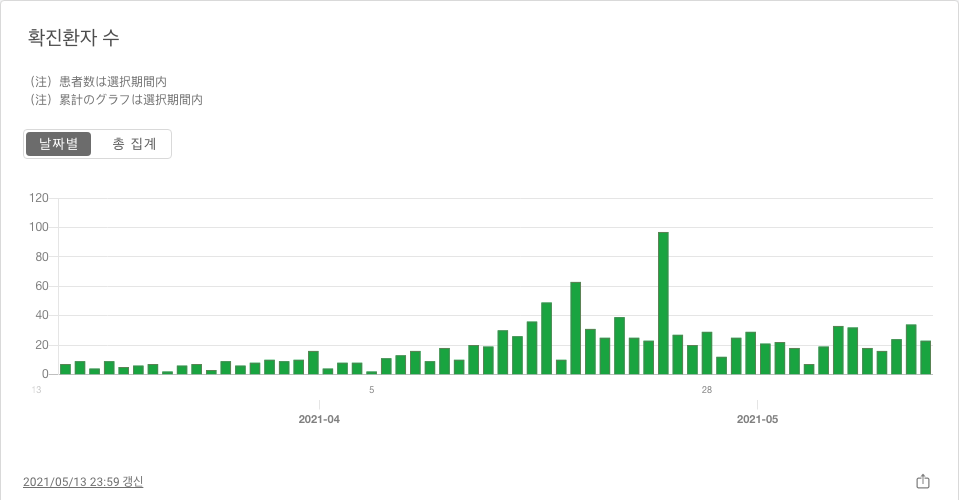 확진환자 수
（注）患者数は選択期間内
（注）累計のグラフは選択期間内
날짜별 총 집계
120
100
80
60
40
20
0
13 5 28
2021-04 2021-05
2021/05/13 23:59 갱신